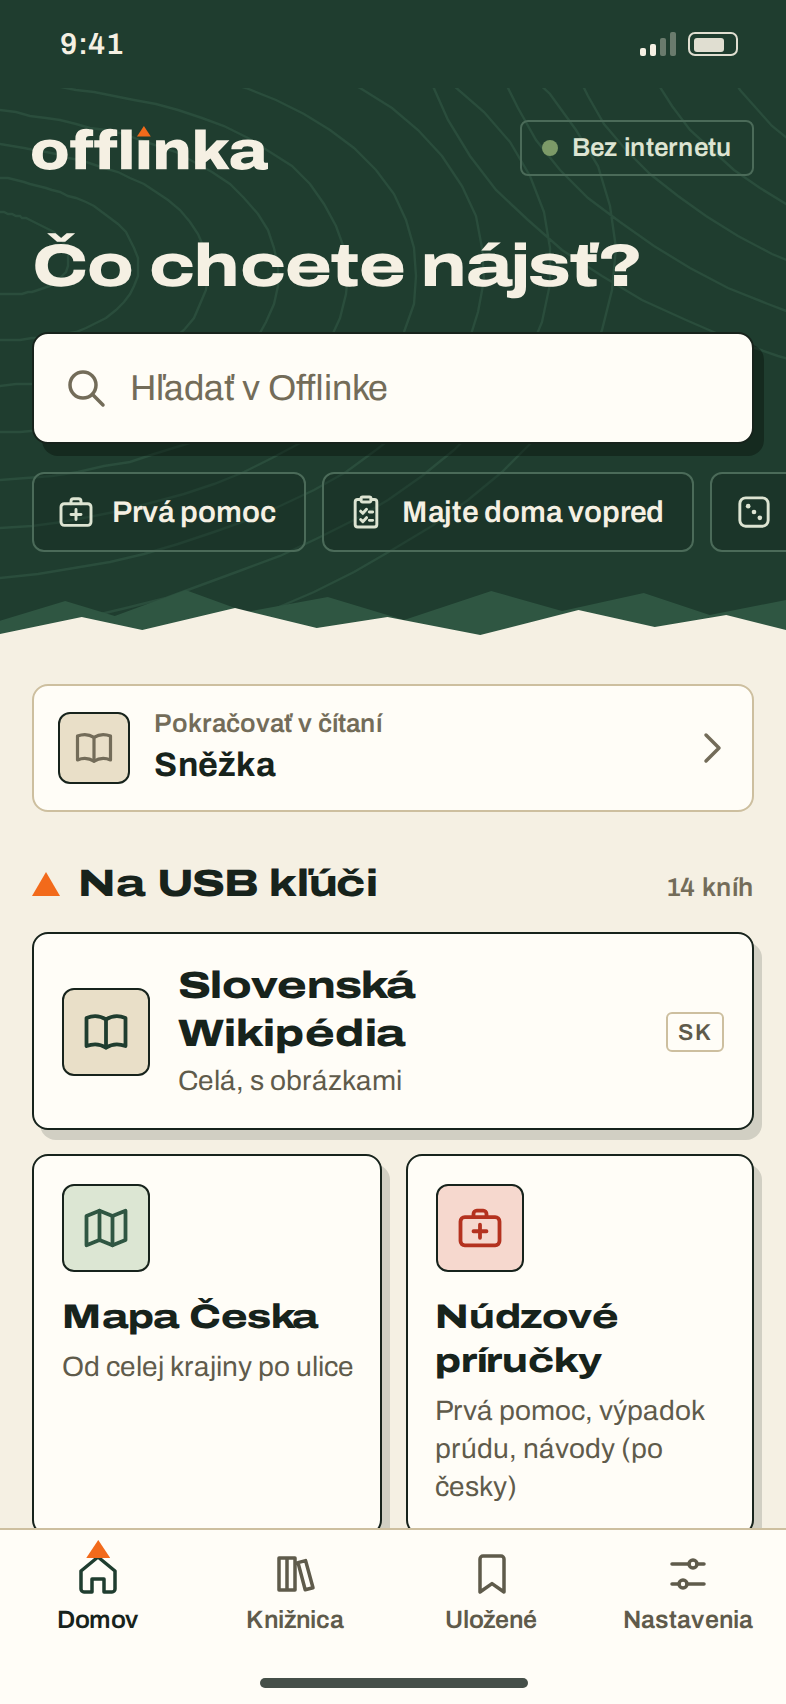 9:41
offlinka
Bez internetu
Čo chcete nájsť?
Hľadať v Offlinke
Prvá pomoc
Majte doma vopred
Pokračovať v čítaní
Sněžka
Na USB kľúči
14 kníh
Slovenská
Wikipédia
Celá, s obrázkami
SK
Mapa Česka
Od celej krajiny po ulice
Núdzové
príručky
Prvá pomoc, výpadok
prúdu, návody (po
česky)
Domov
Knižnica
Uložené
Nastavenia